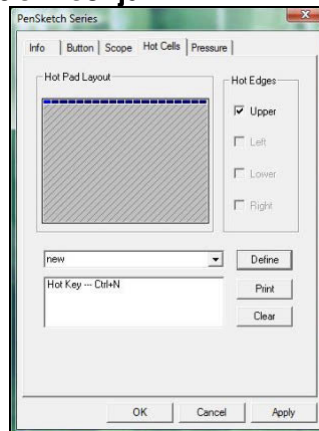 PenSketch Series
Info Button Scope Hot Cells Pressure
Hot Pad Layout
Hot Edges
Upper
Left
Lower
Right
new
Define
Hot Key --- Ctrl+N
Print
Clear
OK Cancel Apply